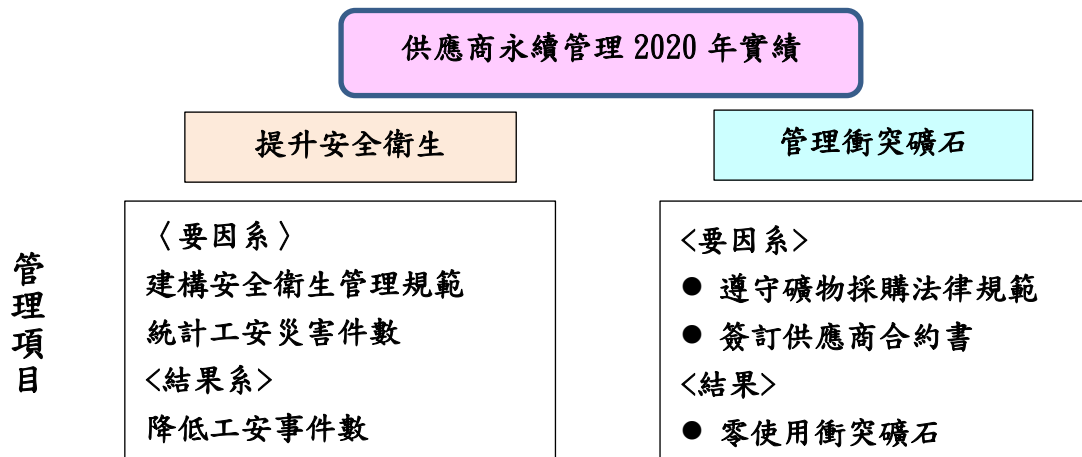 供應商永續管理 2020 年實績
提升安全衛生
管理衝突礦石
管理項目
〈要因系〉
建構安全衛生管理規範
統計工安災害件數
<結果系>
降低工安事件數
<要因系>
● 遵守礦物採購法律規範
● 簽訂供應商合約書
<結果>
● 零使用衝突礦石